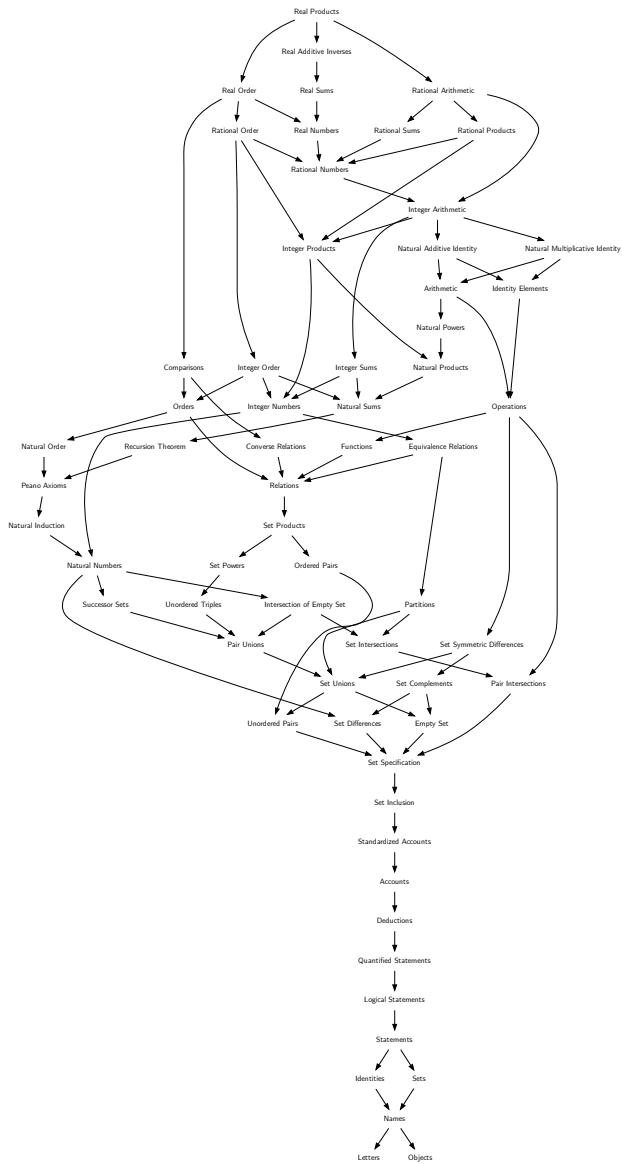 Real Products
Real Additive Inverses
Real Order
Real Sums
Rational Arithmetic
Rational Order
Real Numbers
Rational Sums
Rational Products
Rational Numbers
Integer Arithmetic
Integer Products
Natural Additive Identity
Natural Multiplicative Identity
Arithmetic
Identity Elements
Natural Powers
Comparisons
Integer Order
Integer Sums
Natural Products
Orders
Integer Numbers
Natural Sums
Operations
Natural Order
Recursion Theorem
Converse Relations
Functions
Equivalence Relations
Peano Axioms
Relations
Natural Induction
Set Products
Natural Numbers
Set Powers
Ordered Pairs
Successor Sets
Unordered Triples
Intersection of Empty Set
Partitions
Pair Unions
Set Intersections
Set Symmetric Differences
Set Unions
Set Complements
Pair Intersections
Unordered Pairs
Set Differences
Empty Set
Set Specification
Set Inclusion
Standardized Accounts
Accounts
Deductions
Quantified Statements
Logical Statements
Statements
Identities
Sets
Names
Letters
Objects